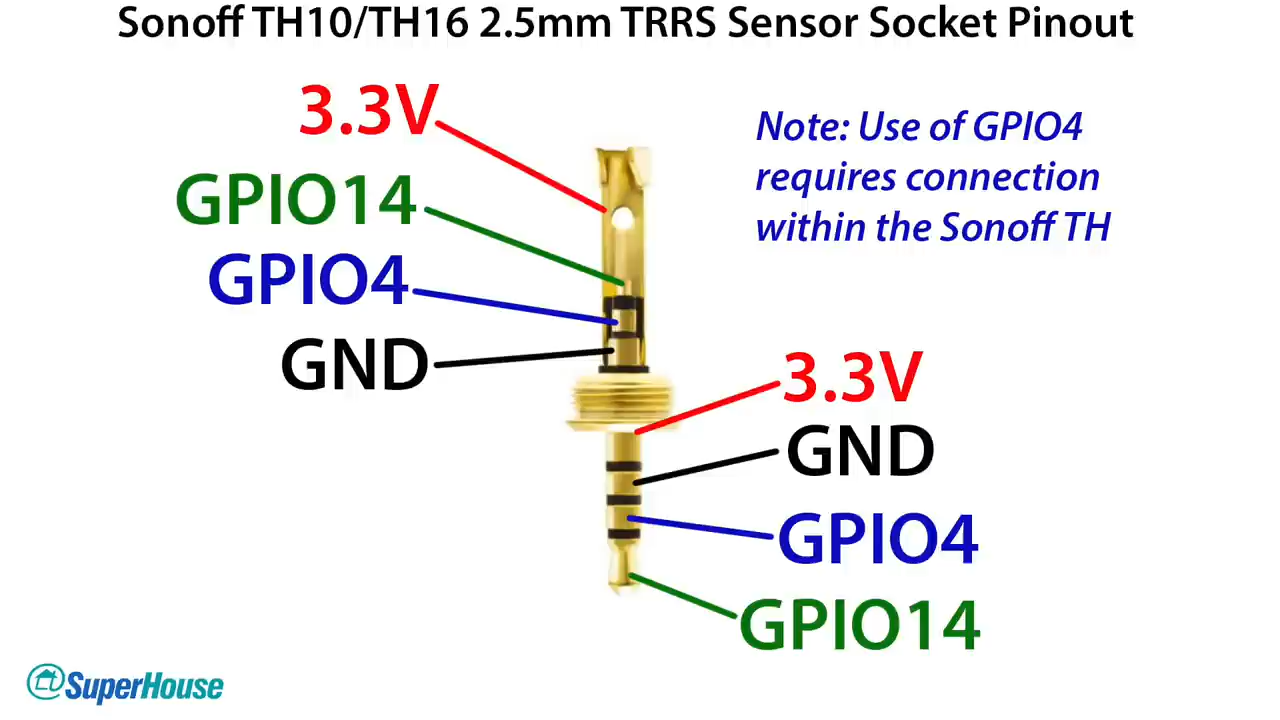 Sonoff TH10/TH16 2.5mm TRRS Sensor Socket Pinout
3.3V
GPIO14
GPIO4
GND
Note: Use of GPIO4
requires connection
within the Sonoff TH
3.3V
GND
GPIO4
GPIO14
@SuperHouse